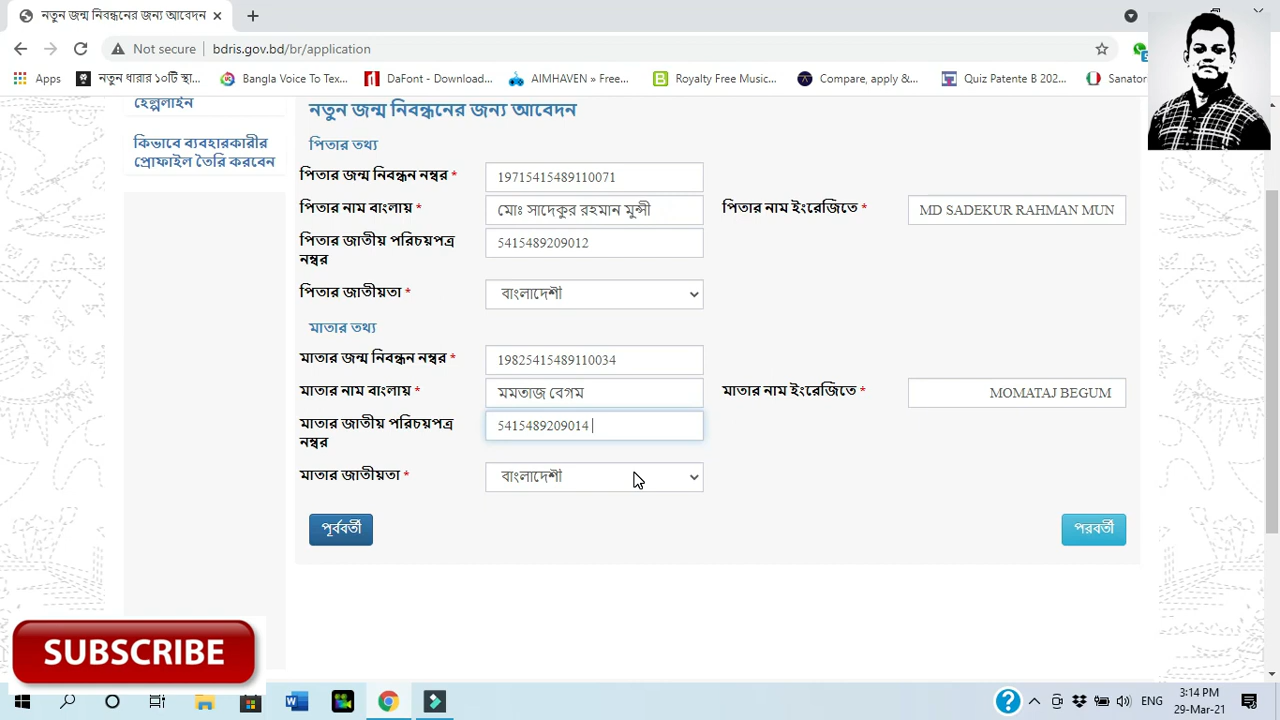 নতুন জন্ম নিবন্ধনের জন্য আবেদন
Not secure | bdris.gov.bd/br/application
Apps নতুন ধারার ১০টি স্থা... Bangla Voice To Tex... DaFont - Download... AIMP-EEN » Free... Royalty Free Music... Compare, apply &... Quiz Patente B 202... Sanator
হেল্পলাইন
কিভাবে ব্যবহারকারীর
প্রোফাইল তৈরি করবেন
নতুন জন্ম নিবন্ধনের জন্য আবেদন
পিতার তথ্য
পিতার জন্ম নিবন্ধন নম্বর * 19715415489110071
পিতার নাম বাংলায় * মোঃ সাদেকুর রহমান মুন্সী পিতার নাম ইংরেজিতে * MD SADEKUR RAHMAN MUN
পিতার জাতীয় পরিচয়পত্র
নম্বর
পিতার জাতীয়তা * বাংলাদেশী
মাতার তথ্য
মাতার জন্ম নিবন্ধন নম্বর * 19825415489110034
মাতার নাম বাংলায় * মমতাজ বেগম মাতার নাম ইংরেজিতে * MOMATAJ BEGUM
মাতার জাতীয় পরিচয়পত্র
নম্বর
মাতার জাতীয়তা * বাংলাদেশী
পূর্ববর্তী পরবর্তী
SUBSCRIBE
ENG 3:14 PM
29-Mar-21